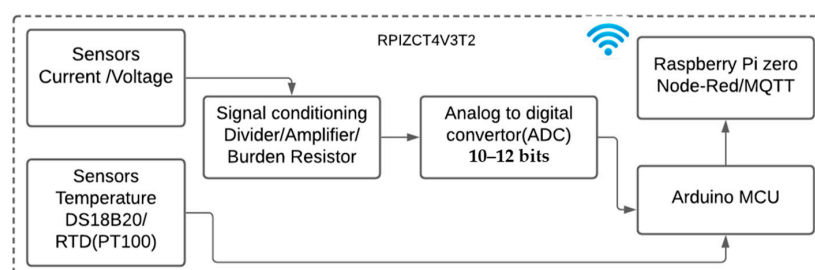 RPIZCT4V3T2
Sensors
Current /Voltage
Signal conditioning
Divider/Amplifier/
Burden Resistor
Analog to digital
convertor(ADC)
10–12 bits
Raspberry Pi zero
Node-Red/MQTT
Sensors
Temperature
DS18B20/
RTD(PT100)
Arduino MCU